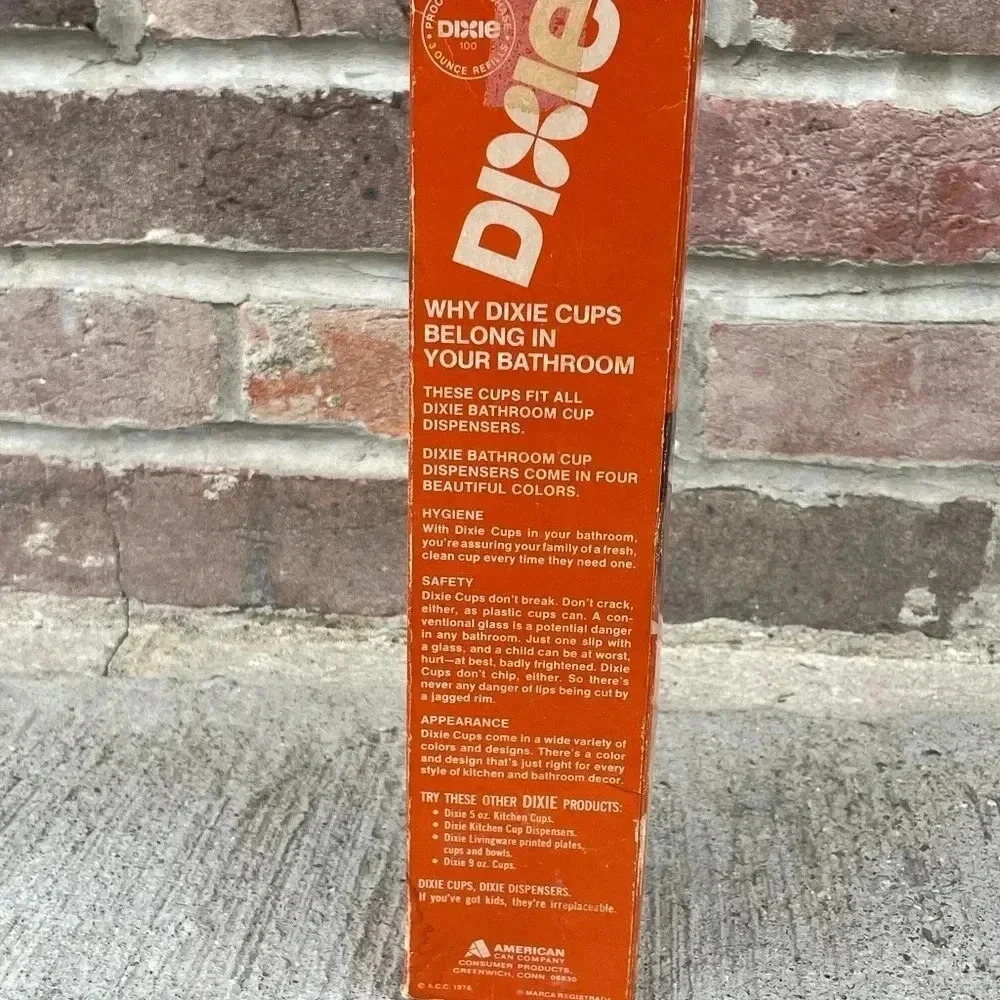 DIXIE
100
3 OUNCE REFILLS
DIXIE
WHY DIXIE CUPS
BELONG IN
YOUR BATHROOM
THESE CUPS FIT ALL
DIXIE BATHROOM CUP
DISPENSERS.
DIXIE BATHROOM CUP
DISPENSERS COME IN FOUR
BEAUTIFUL COLORS.
HYGIENE
With Dixie Cups in your bathroom,
you're assuring your family of a fresh,
clean cup every time they need one.
SAFETY
Dixie Cups don't break. Don't crack,
either, as plastic cups can. A con-
ventional glass is a potential danger
in any bathroom. Just one slip with
a glass, and a child can be at worst,
hurt—at best, badly frightened. Dixie
Cups don't chip, either. So there's
never any danger of lips being cut by
a jagged rim.
APPEARANCE
Dixie Cups come in a wide variety of
colors and designs. There's a color
and design that's just right for every
style of kitchen and bathroom decor.
TRY THESE OTHER DIXIE PRODUCTS:
• Dixie 5 oz. Kitchen Cups.
• Dixie Kitchen Cup Dispensers.
• Dixie Livingware printed plates,
cups and bowls.
• Dixie 9 oz. Cups.
DIXIE CUPS, DIXIE DISPENSERS.
If you've got kids, they're irreplaceable.
AMERICAN
CAN COMPANY
CONSUMER PRODUCTS,
GREENWICH, CONN. 06830
© A.C.C. 1976
® MARCA REGISTRADA